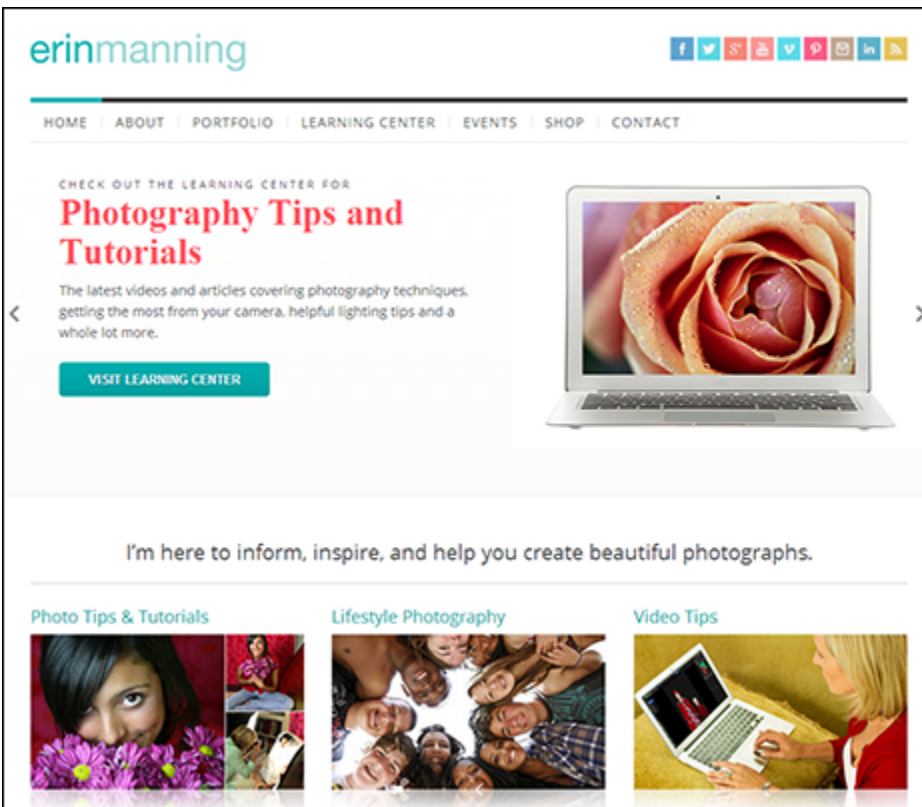 erinmanning
HOME ABOUT PORTFOLIO LEARNING CENTER EVENTS SHOP CONTACT
CHECK OUT THE LEARNING CENTER FOR
Photography Tips and
Tutorials
The latest videos and articles covering photography techniques,
getting the most from your camera, helpful lighting tips and a
whole lot more.
VISIT LEARNING CENTER
I'm here to inform, inspire, and help you create beautiful photographs.
Photo Tips & Tutorials
Lifestyle Photography
Video Tips